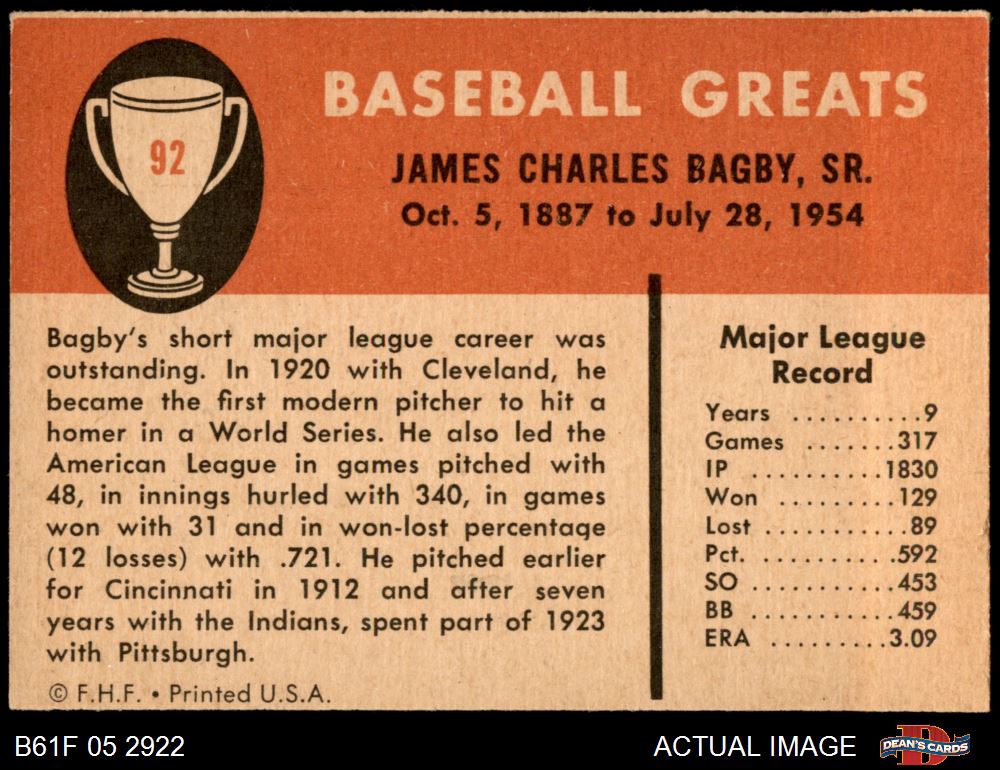 BASEBALL GREATS
92
JAMES CHARLES BAGBY, SR.
Oct. 5, 1887 to July 28, 1954
Bagby's short major league career was
outstanding. In 1920 with Cleveland, he
became the first modern pitcher to hit a
homer in a World Series. He also led the
American League in games pitched with
48, in innings hurled with 340, in games
won with 31 and in won-lost percentage
(12 losses) with .721. He pitched earlier
for Cincinnati in 1912 and after seven
years with the Indians, spent part of 1923
with Pittsburgh.
© F.H.F. • Printed U.S.A.
Major League
Record
Years ..........9
Games .......317
IP ..........1830
Won .........129
Lost ..........89
Pct. ..........592
SO ..........453
BB ..........459
ERA .........3.09
B61F 05 2922
ACTUAL IMAGE
D
DEAN'S CARDS